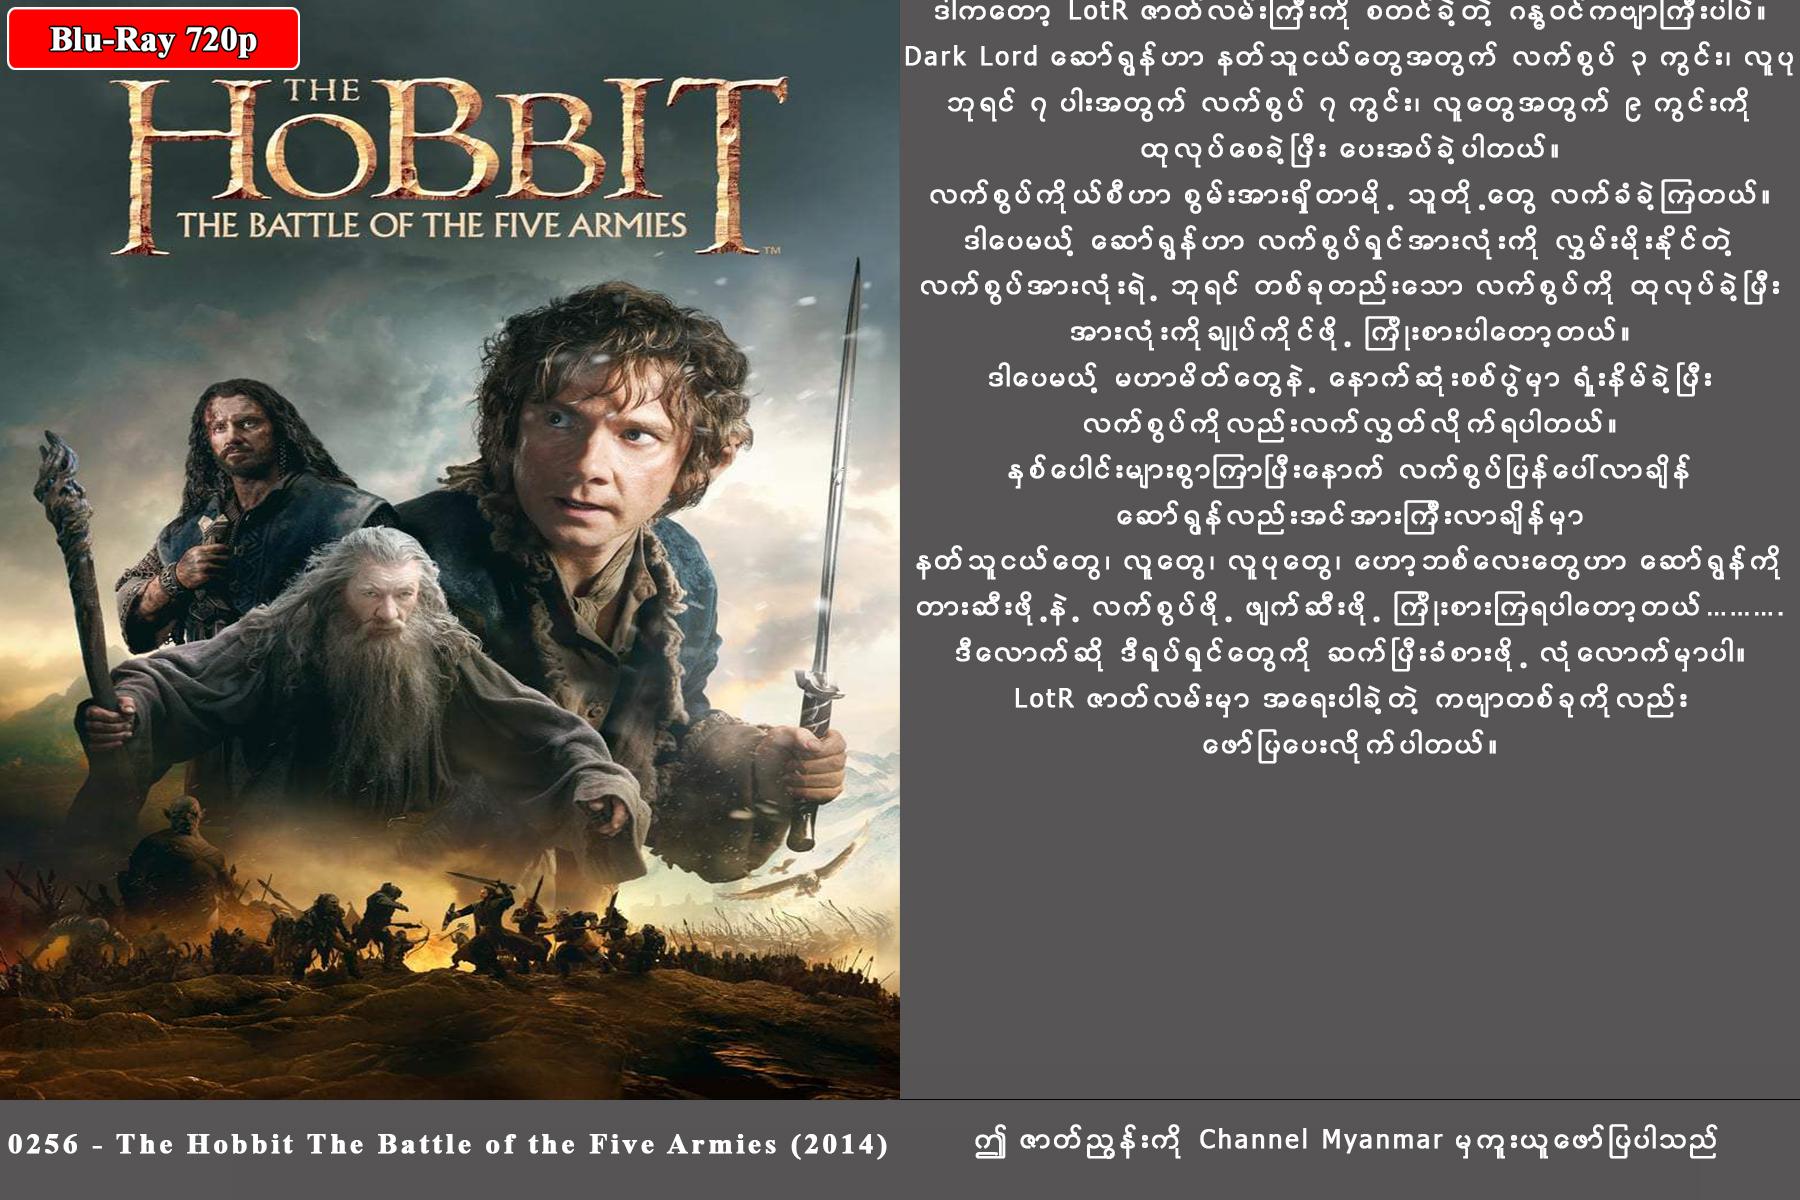 Blu-Ray 720p
THE
HOBBIT
THE BATTLE OF THE FIVE ARMIES
TM
ဒါကတော့ LotR ဇာတ်လမ်းကြီးကို စတင်ခဲ့တဲ့ ဂန္ဓဝင်ကဗျာကြီးပါပဲ။
Dark Lord ဆော်ရွန်ဟာ နတ်သူငယ်တွေအတွက် လက်စွပ် ၃ ကွင်း၊ လူပု
ဘုရင် ၇ ပါးအတွက် လက်စွပ် ၇ ကွင်း၊ လူတွေအတွက် ၉ ကွင်းကို
ထုလုပ်စေခဲ့ပြီး ပေးအပ်ခဲ့ပါတယ်။
လက်စွပ်ကိုယ်စီဟာ စွမ်းအားရှိတာမို့ သူတို့တွေ လက်ခံခဲ့ကြတယ်။
ဒါပေမယ့် ဆော်ရွန်ဟာ လက်စွပ်ရှင်အားလုံးကို လွှမ်းမိုးနိုင်တဲ့
လက်စွပ်အားလုံးရဲ့ ဘုရင် တစ်ခုတည်းသော လက်စွပ်ကို ထုလုပ်ခဲ့ပြီး
အားလုံးကိုချုပ်ကိုင်ဖို့ ကြိုးစားပါတော့တယ်။
ဒါပေမယ့် မဟာမိတ်တွေနဲ့ နောက်ဆုံးစစ်ပွဲမှာ ရှုံးနိမ်ခဲ့ပြီး
လက်စွပ်ကိုလည်းလက်လွှတ်လိုက်ရပါတယ်။
နှစ်ပေါင်းများစွာကြာပြီးနောက် လက်စွပ်ပြန်ပေါ်လာချိန်
ဆော်ရွန်လည်းအင်အားကြီးလာချိန်မှာ
နတ်သူငယ်တွေ၊ လူတွေ၊ လူပုတွေ၊ ဟော့ဘစ်လေးတွေဟာ ဆော်ရွန်ကို
တားဆီးဖို့နဲ့ လက်စွပ်ဖို့ ဖျက်ဆီးဖို့ ကြိုးစားကြရပါတော့တယ်……….
ဒီလောက်ဆို ဒီရုပ်ရှင်တွေကို ဆက်ပြီးခံစားဖို့ လုံလောက်မှာပါ။
LotR ဇာတ်လမ်းမှာ အရေးပါခဲ့တဲ့ ကဗျာတစ်ခုကိုလည်း
ဖော်ပြပေးလိုက်ပါတယ်။
0256 - The Hobbit The Battle of the Five Armies (2014)
ဤ ဇာတ်ညွှန်းကို Channel Myanmar မှကူးယူဖော်ပြပါသည်